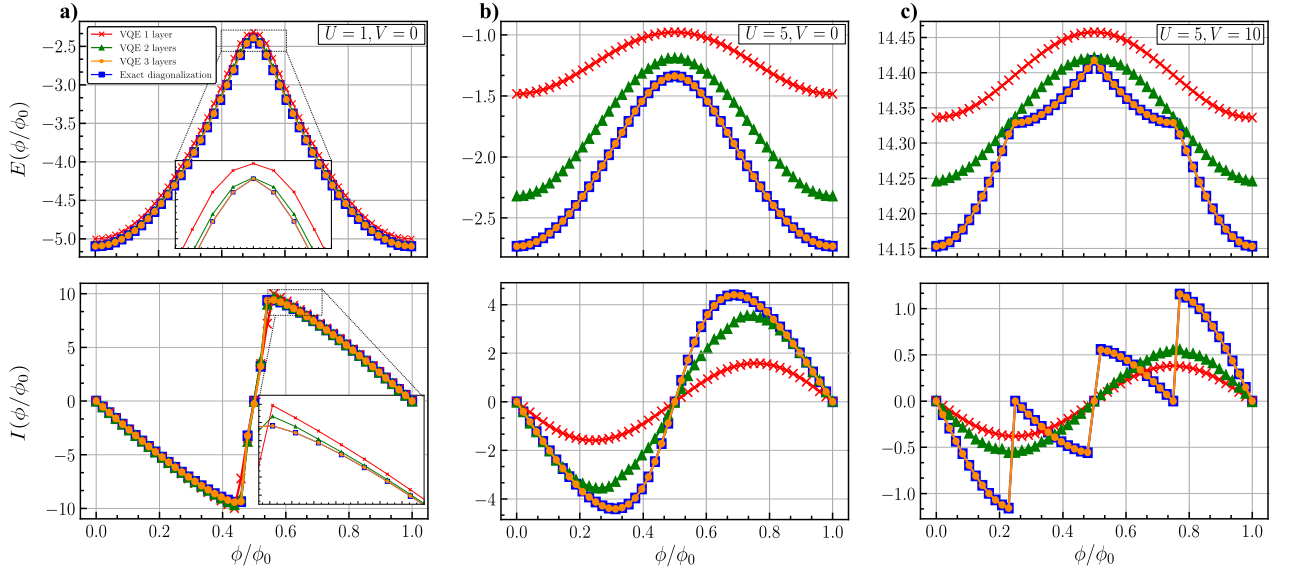 a)
U = 1, V = 0
VQE 1 layer
VQE 2 layers
VQE 3 layers
Exact diagonalization
E(ϕ/ϕ₀)
−2.5
−3.0
−3.5
−4.0
−4.5
−5.0
b)
U = 5, V = 0
−1.0
−1.5
−2.0
−2.5
c)
U = 5, V = 10
14.45
14.40
14.35
14.30
14.25
14.20
14.15
I(ϕ/ϕ₀)
10
5
0
−5
−10
0.0 0.2 0.4 0.6 0.8 1.0
ϕ/ϕ₀
4
2
0
−2
−4
0.0 0.2 0.4 0.6 0.8 1.0
ϕ/ϕ₀
1.0
0.5
0.0
−0.5
−1.0
0.0 0.2 0.4 0.6 0.8 1.0
ϕ/ϕ₀